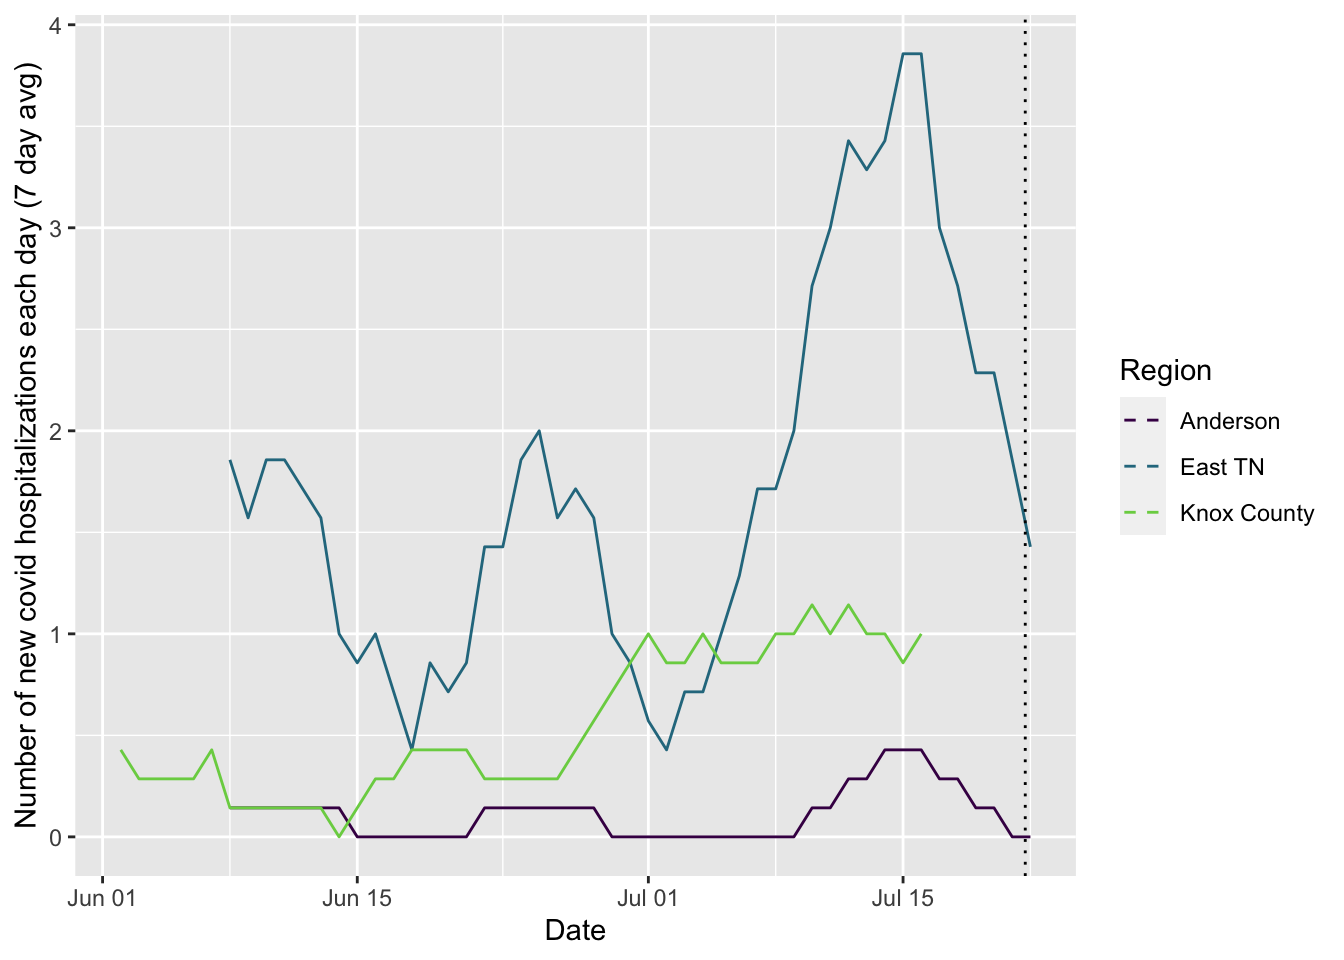 Number of new covid hospitalizations each day (7 day avg)
4
3
2
1
0
Jun 01
Jun 15
Jul 01
Jul 15
Date
Region
Anderson
East TN
Knox County